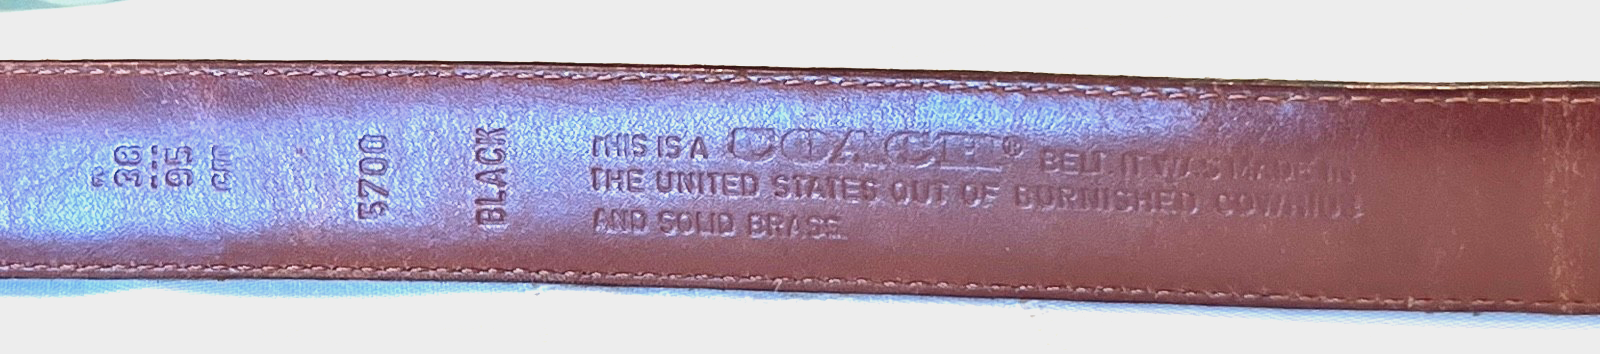 38
95
CM
5700
BLACK
THIS IS A COACH® BELT. IT WAS MADE IN
THE UNITED STATES OUT OF BURNISHED COWHIDE
AND SOLID BRASS.